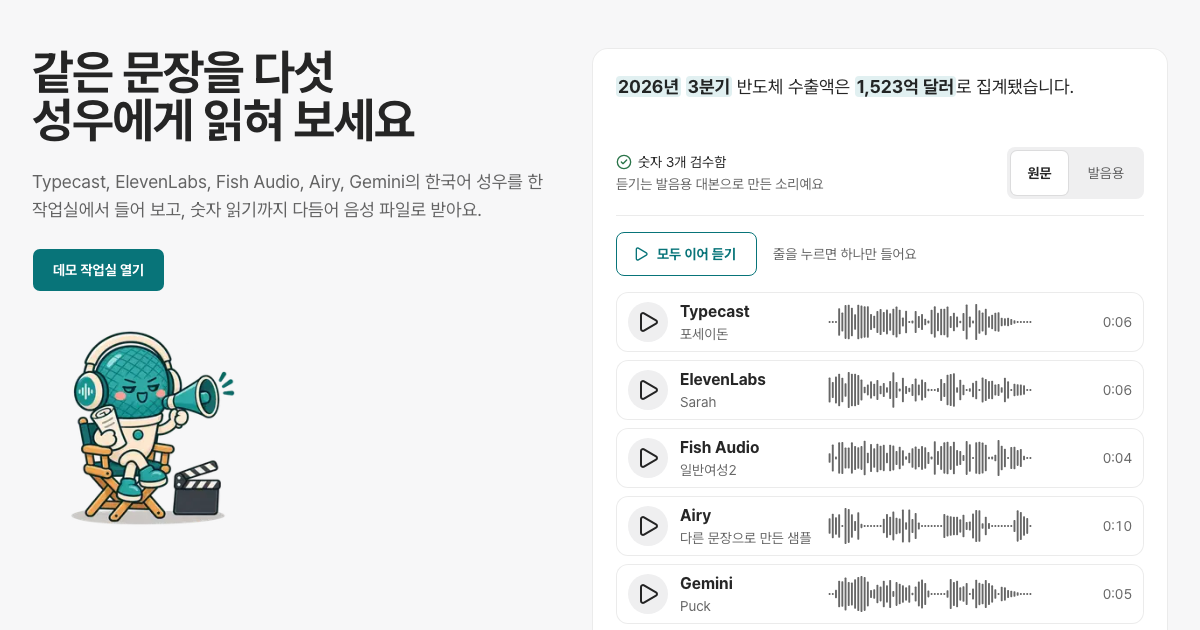 같은 문장을 다섯
성우에게 읽혀 보세요
Typecast, ElevenLabs, Fish Audio, Airy, Gemini의 한국어 성우를 한
작업실에서 들어 보고, 숫자 읽기까지 다듬어 음성 파일로 받아요.
데모 작업실 열기
2026년 3분기 반도체 수출액은 1,523억 달러로 집계됐습니다.
숫자 3개 검수함
듣기는 발음용 대본으로 만든 소리예요
원문
발음용
모두 이어 듣기
줄을 누르면 하나만 들어요
Typecast
포세이돈
0:06
ElevenLabs
Sarah
0:06
Fish Audio
일반여성2
0:04
Airy
다른 문장으로 만든 샘플
0:10
Gemini
Puck
0:05